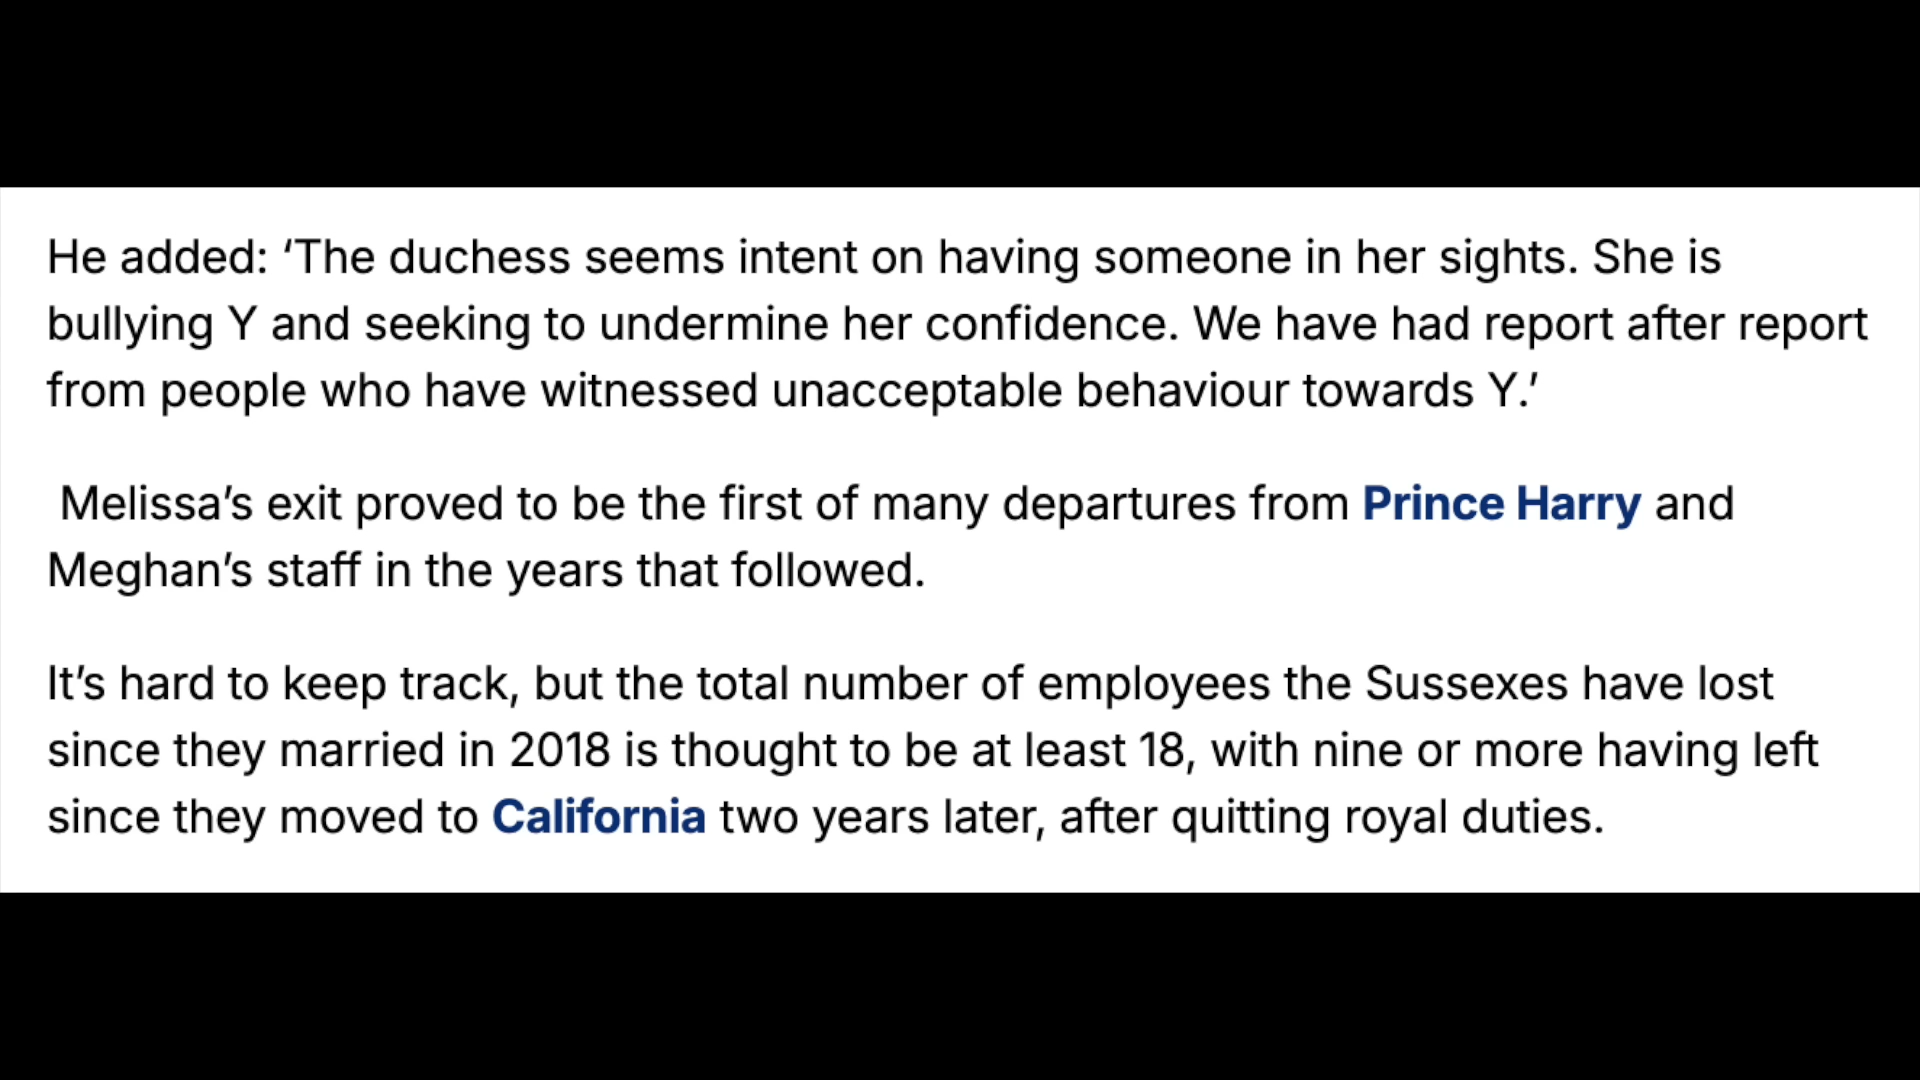 He added: ‘The duchess seems intent on having someone in her sights. She is
bullying Y and seeking to undermine her confidence. We have had report after report
from people who have witnessed unacceptable behaviour towards Y.’
Melissa’s exit proved to be the first of many departures from Prince Harry and
Meghan’s staff in the years that followed.
It’s hard to keep track, but the total number of employees the Sussexes have lost
since they married in 2018 is thought to be at least 18, with nine or more having left
since they moved to California two years later, after quitting royal duties.